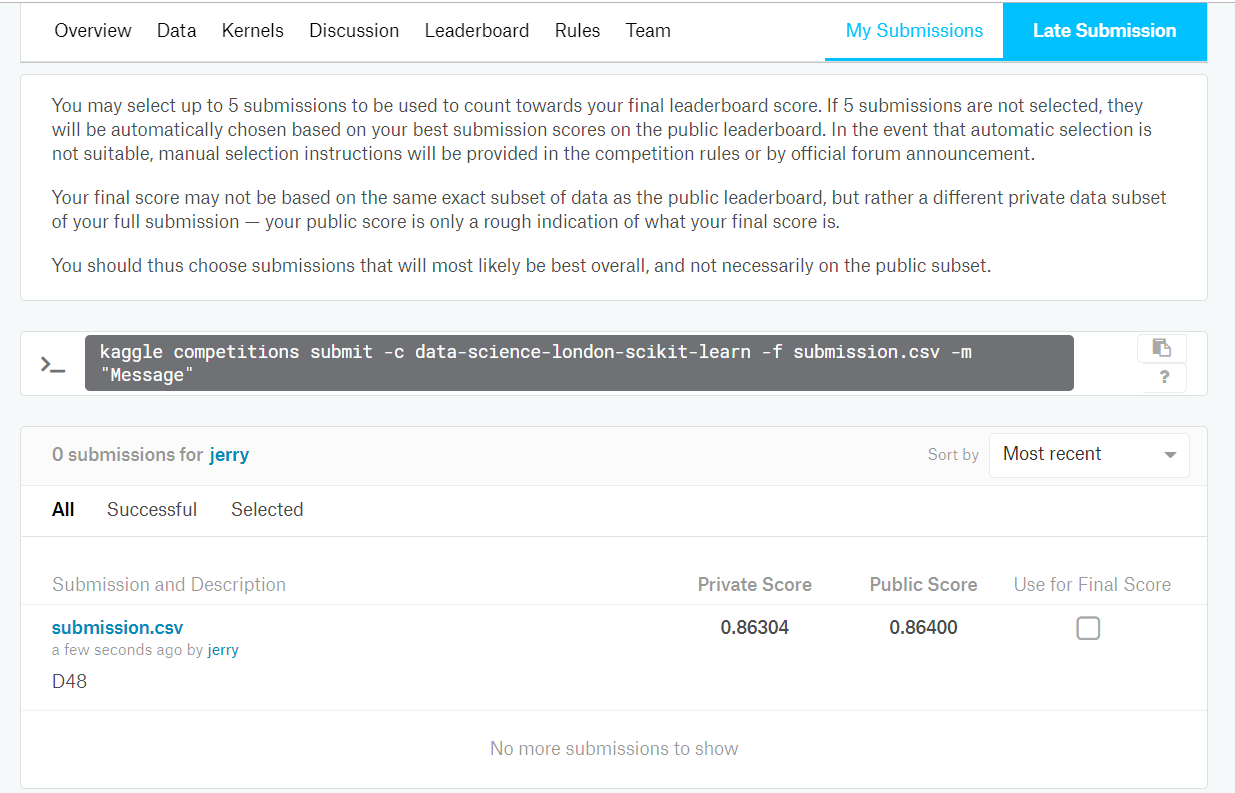 Overview Data Kernels Discussion Leaderboard Rules Team My Submissions Late Submission
You may select up to 5 submissions to be used to count towards your final leaderboard score. If 5 submissions are not selected, they
will be automatically chosen based on your best submission scores on the public leaderboard. In the event that automatic selection is
not suitable, manual selection instructions will be provided in the competition rules or by official forum announcement.
Your final score may not be based on the same exact subset of data as the public leaderboard, but rather a different private data subset
of your full submission — your public score is only a rough indication of what your final score is.
You should thus choose submissions that will most likely be best overall, and not necessarily on the public subset.
>_ kaggle competitions submit -c data-science-london-scikit-learn -f submission.csv -m
"Message"
?
0 submissions for jerry Sort by Most recent
All Successful Selected
Submission and Description Private Score Public Score Use for Final Score
submission.csv 0.86304 0.86400
a few seconds ago by jerry
D48
No more submissions to show